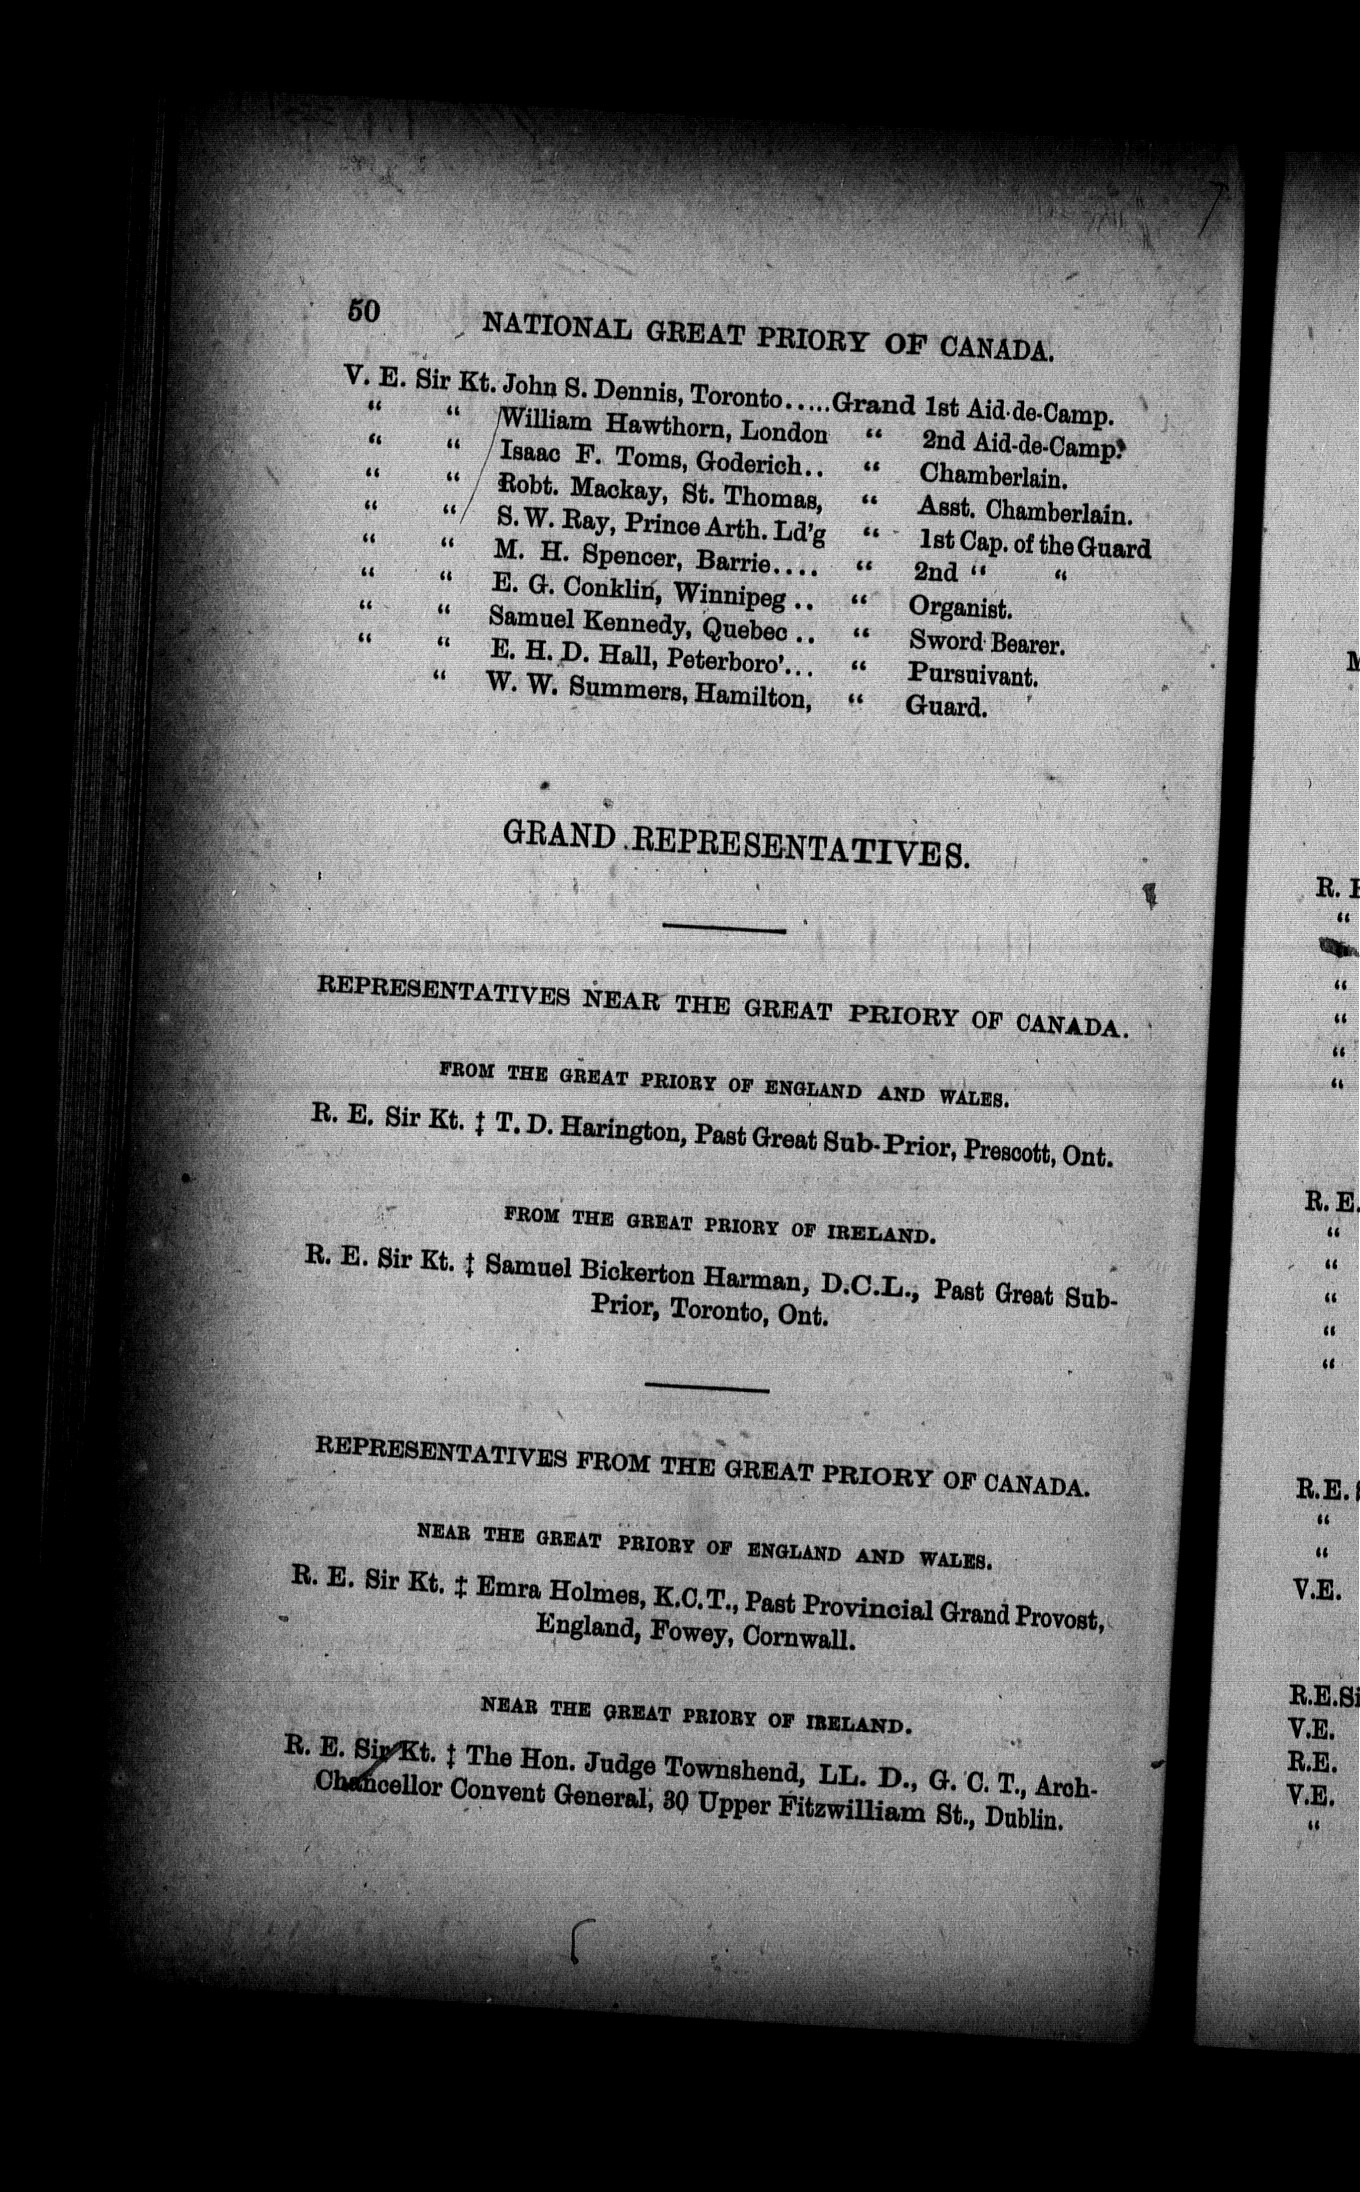 50
NATIONAL GREAT PRIORY OF CANADA.
V. E. Sir Kt. John S. Dennis, Toronto.....Grand 1st Aid-de-Camp.
“ “ William Hawthorn, London “ 2nd Aid-de-Camp.
“ “ Isaac F. Toms, Goderich.. “ Chamberlain.
“ “ Robt. Mackay, St. Thomas, “ Asst. Chamberlain.
“ “ S. W. Ray, Prince Arth. Ld'g “ 1st Cap. of the Guard
“ “ M. H. Spencer, Barrie.... “ 2nd “ “
“ “ E. G. Conklin, Winnipeg .. “ Organist.
“ “ Samuel Kennedy, Quebec .. “ Sword Bearer.
“ “ E. H. D. Hall, Peterboro'... “ Pursuivant.
“ W. W. Summers, Hamilton, “ Guard.
GRAND REPRESENTATIVES.
REPRESENTATIVES NEAR THE GREAT PRIORY OF CANADA.
FROM THE GREAT PRIORY OF ENGLAND AND WALES.
R. E. Sir Kt. ‡ T. D. Harington, Past Great Sub-Prior, Prescott, Ont.
FROM THE GREAT PRIORY OF IRELAND.
R. E. Sir Kt. ‡ Samuel Bickerton Harman, D.C.L., Past Great Sub-
Prior, Toronto, Ont.
REPRESENTATIVES FROM THE GREAT PRIORY OF CANADA.
NEAR THE GREAT PRIORY OF ENGLAND AND WALES.
R. E. Sir Kt. ‡ Emra Holmes, K.C.T., Past Provincial Grand Provost,
England, Fowey, Cornwall.
NEAR THE GREAT PRIORY OF IRELAND.
R. E. Sir Kt. ‡ The Hon. Judge Townshend, LL. D., G. C. T., Arch-
Chancellor Convent General, 30 Upper Fitzwilliam St., Dublin.
R.
“
“
“
“
“
R. E.
“
“
“
“
“
R.E.
“
“
V.E.
R.E.Si
V.E.
R.E.
V.E.
“